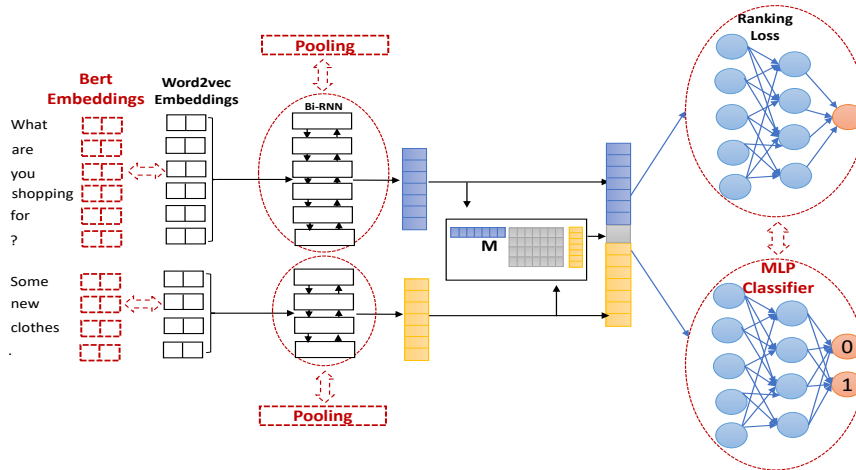 Pooling
Bert
Embeddings
Word2vec
Embeddings
Bi-RNN
What
are
you
shopping
for
?
Some
new
clothes
.
Pooling
M
Ranking
Loss
MLP
Classifier
0
1